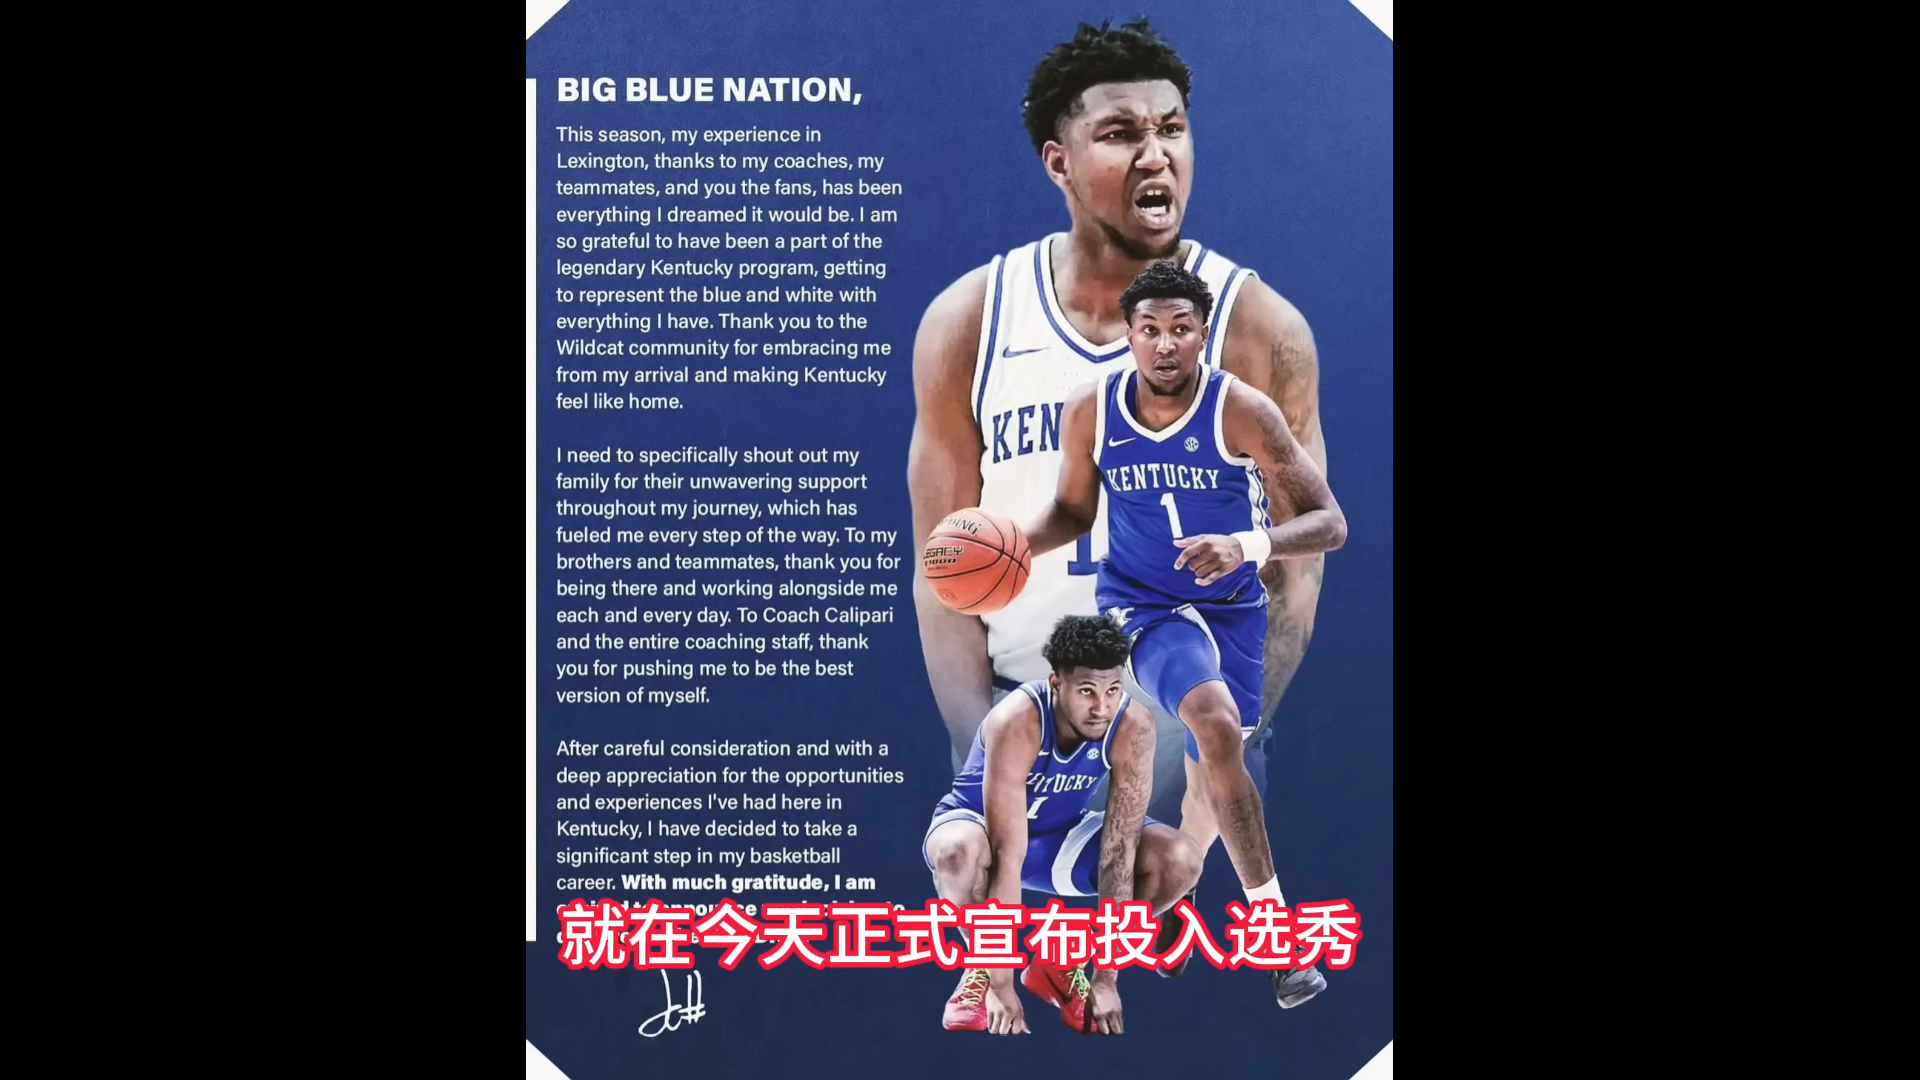 BIG BLUE NATION,
This season, my experience in
Lexington, thanks to my coaches, my
teammates, and you the fans, has been
everything I dreamed it would be. I am
so grateful to have been a part of the
legendary Kentucky program, getting
to represent the blue and white with
everything I have. Thank you to the
Wildcat community for embracing me
from my arrival and making Kentucky
feel like home.
I need to specifically shout out my
family for their unwavering support
throughout my journey, which has
fueled me every step of the way. To my
brothers and teammates, thank you for
being there and working alongside me
each and every day. To Coach Calipari
and the entire coaching staff, thank
you for pushing me to be the best
version of myself.
After careful consideration and with a
deep appreciation for the opportunities
and experiences I've had here in
Kentucky, I have decided to take a
significant step in my basketball
career. With much gratitude, I am
就在今天正式宣布投入选秀
KEN
1
KENTUCKY
1
LEGACY
KENTUCKY
1